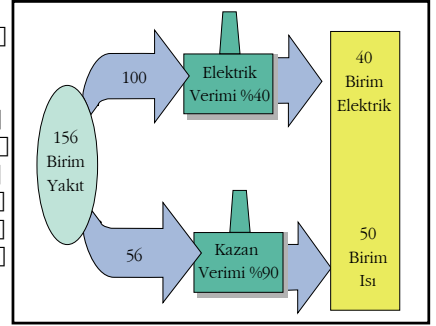 156
Birim
Yakıt
100
Elektrik
Verimi %40
40
Birim
Elektrik
56
Kazan
Verimi %90
50
Birim
Isı